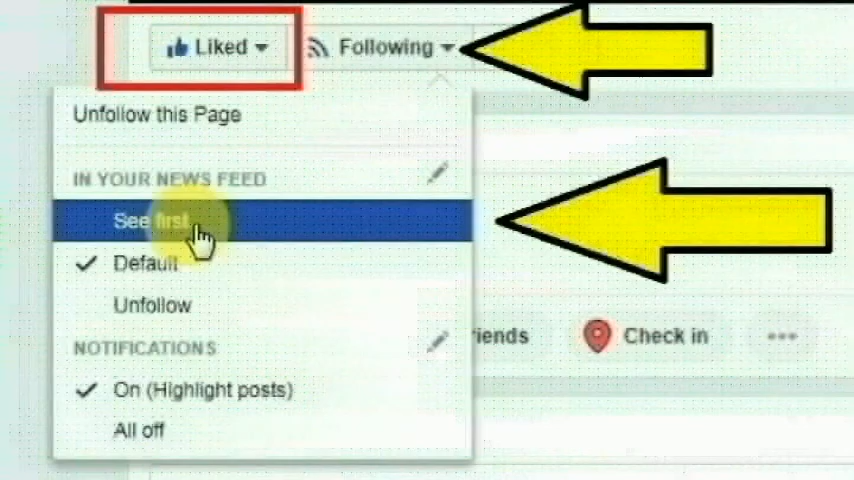 Liked Following
Unfollow this Page
IN YOUR NEWS FEED
See first
Default
Unfollow
NOTIFICATIONS
riends Check in
On (Highlight posts)
All off